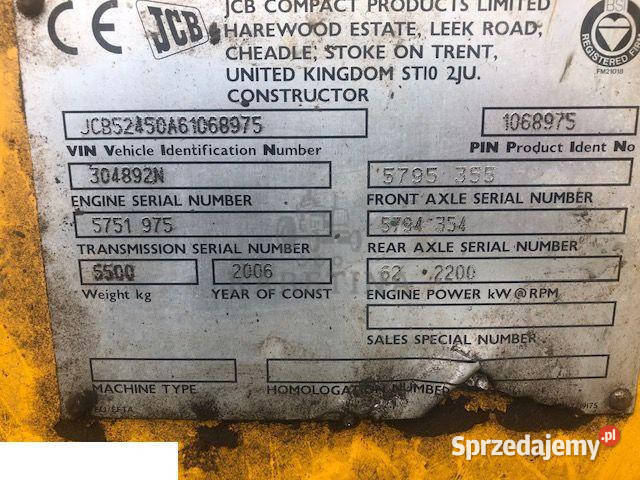 CE JCB
JCB COMPACT PRODUCTS LIMITED
HAREWOOD ESTATE, LEEK ROAD,
CHEADLE, STOKE ON TRENT,
UNITED KINGDOM ST10 2JU.
CONSTRUCTOR
BSI
REGISTERED
FM21018
JCB52450A61068975 1068975
VIN Vehicle Identification Number PIN Product Ident No
304892N 5795 355
ENGINE SERIAL NUMBER FRONT AXLE SERIAL NUMBER
5751 975 5794 354
TRANSMISSION SERIAL NUMBER REAR AXLE SERIAL NUMBER
6500 2006 62 2200
Weight kg YEAR OF CONST ENGINE POWER kW@RPM
SALES SPECIAL NUMBER
MACHINE TYPE HOMOLOGATION NUMBER
Sprzedajemy.pl